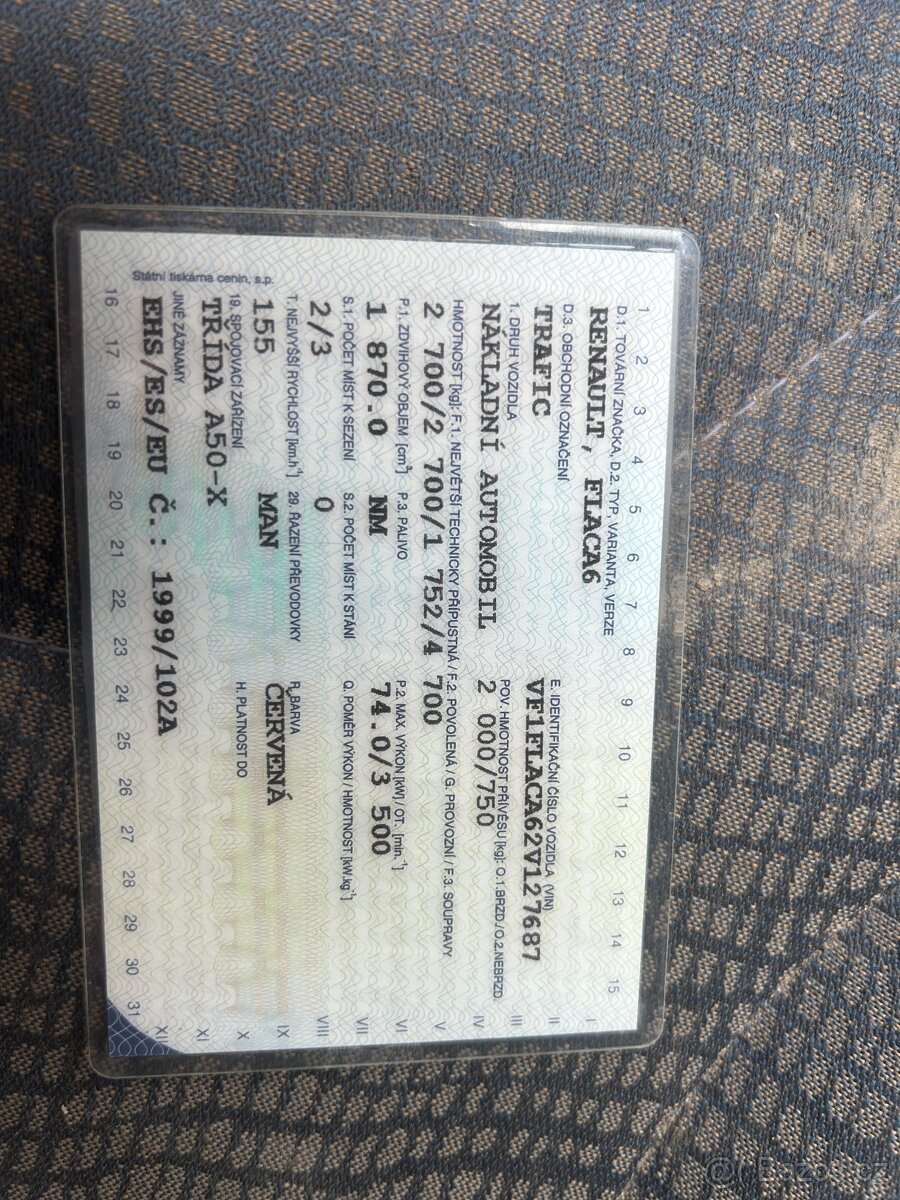 1 2 3 4 5 6 7 8 9 10 11 12 13 14 15
D.1. TOVÁRNÍ ZNAČKA, D.2. TYP, VARIANTA, VERZE
RENAULT, FLACA6
I
D.3. OBCHODNÍ OZNAČENÍ E. IDENTIFIKAČNÍ ČÍSLO VOZIDLA (VIN)
TRAFIC VF1FLACA62V127687
II
1. DRUH VOZIDLA POV. HMOTNOST PŘÍVĚSU [kg]: O.1.BRZD./O.2.NEBRZD.
III
NÁKLADNÍ AUTOMOBIL 2 000/750
IV
HMOTNOST [kg]: F.1. NEJVĚTŠÍ TECHNICKY PŘÍPUSTNÁ / F.2. POVOLENÁ / G. PROVOZNÍ / F.3. SOUPRAVY
2 700/2 700/1 752/4 700
V
P.1. ZDVIHOVÝ OBJEM [cm³] P.3. PALIVO P.2. MAX. VÝKON [kW] / OT. [min.⁻¹]
VI
1 870.0 NM 74.0/3 500
VII
S.1. POČET MÍST K SEZENÍ S.2. POČET MÍST K STÁNÍ Q. POMĚR VÝKON / HMOTNOST [kW.kg⁻¹]
2/3 0
VIII
T. NEJVYŠŠÍ RYCHLOST [km.h⁻¹] 29. ŘAZENÍ PŘEVODOVKY R. BARVA
155 MAN ČERVENÁ
IX
19. SPOJOVACÍ ZAŘÍZENÍ H. PLATNOST DO
TŘÍDA A50-X
X
XI
JINÉ ZÁZNAMY
EHS/ES/EU Č.: 1999/102A
XII
Státní tiskárna cenin, s.p.
16 17 18 19 20 21 22 23 24 25 26 27 28 29 30 31
© Bazos.cz